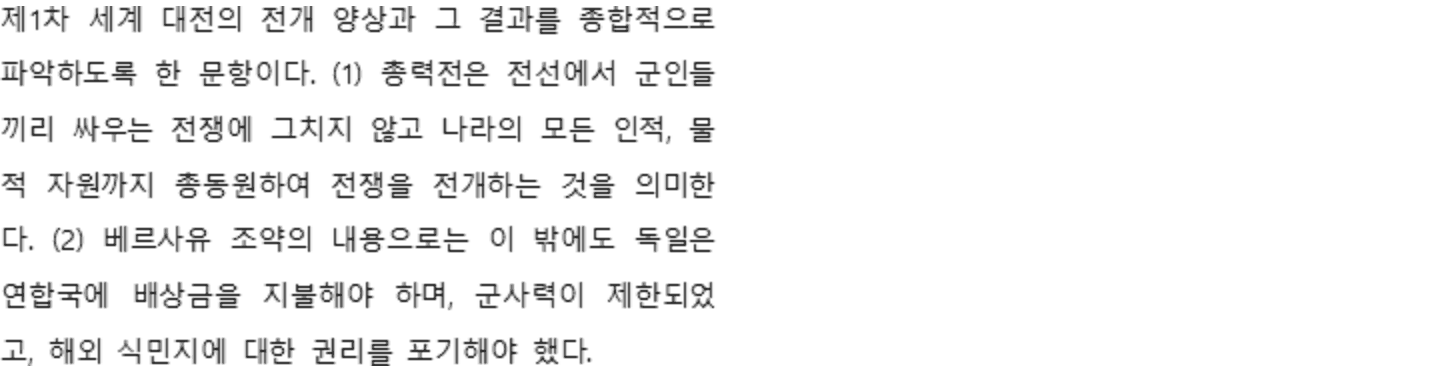 제1차 세계 대전의 전개 양상과 그 결과를 종합적으로
파악하도록 한 문항이다. (1) 총력전은 전선에서 군인들
끼리 싸우는 전쟁에 그치지 않고 나라의 모든 인적, 물
적 자원까지 총동원하여 전쟁을 전개하는 것을 의미한
다. (2) 베르사유 조약의 내용으로는 이 밖에도 독일은
연합국에 배상금을 지불해야 하며, 군사력이 제한되었
고, 해외 식민지에 대한 권리를 포기해야 했다.